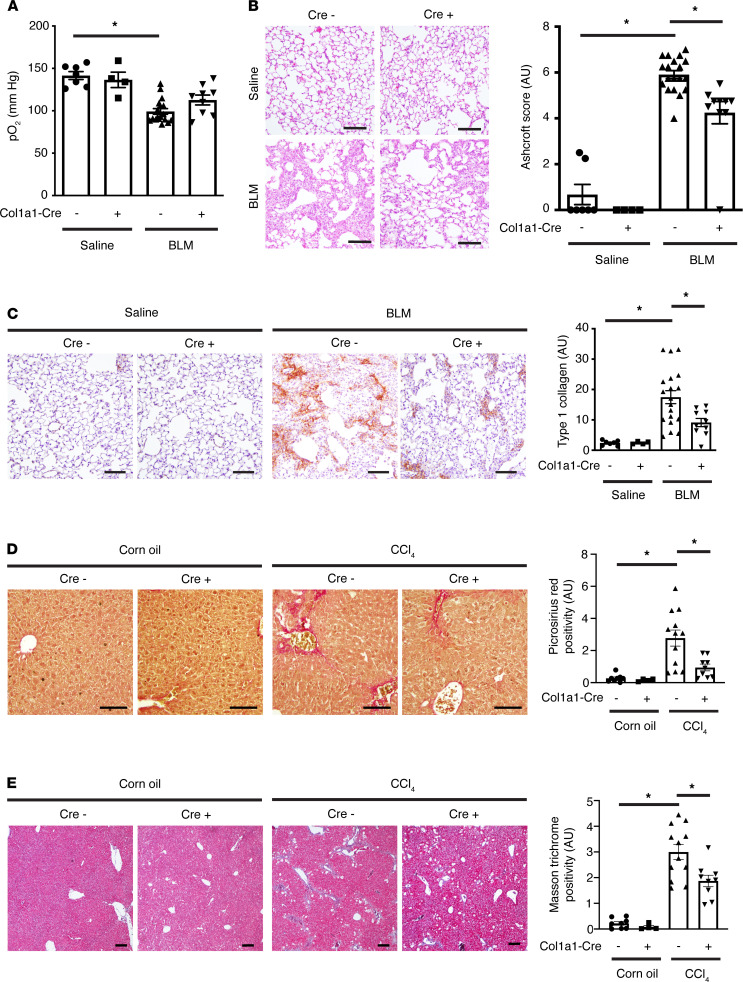 A
*
200
150
100
50
0
pO2 (mm Hg)
Col1a1-Cre
- + - +
Saline BLM
B
Cre - Cre +
Saline
BLM
* *
8
6
4
2
0
Ashcroft score (AU)
Col1a1-Cre
- + - +
Saline BLM
C
Saline BLM
Cre - Cre + Cre - Cre +
* *
40
30
20
10
0
Type 1 collagen (AU)
Col1a1-Cre
- + - +
Saline BLM
D
Corn oil CCl4
Cre - Cre + Cre - Cre +
* *
8
6
4
2
0
Picrosirius red
positivity (AU)
Col1a1-Cre
- + - +
Corn oil CCl4
E
Corn oil CCl4
Cre - Cre + Cre - Cre +
* *
5
4
3
2
1
0
Masson trichrome
positivity (AU)
Col1a1-Cre
- + - +
Corn oil CCl4